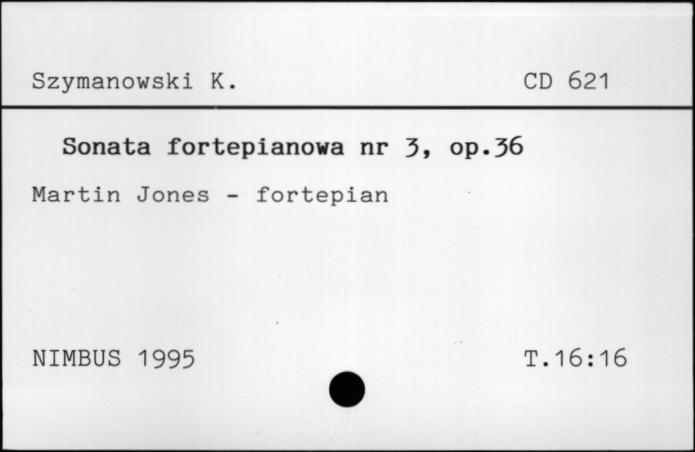 Szymanowski K. CD 621
Sonata fortepianowa nr 3, op.36
Martin Jones - fortepian
NIMBUS 1995 T.16:16